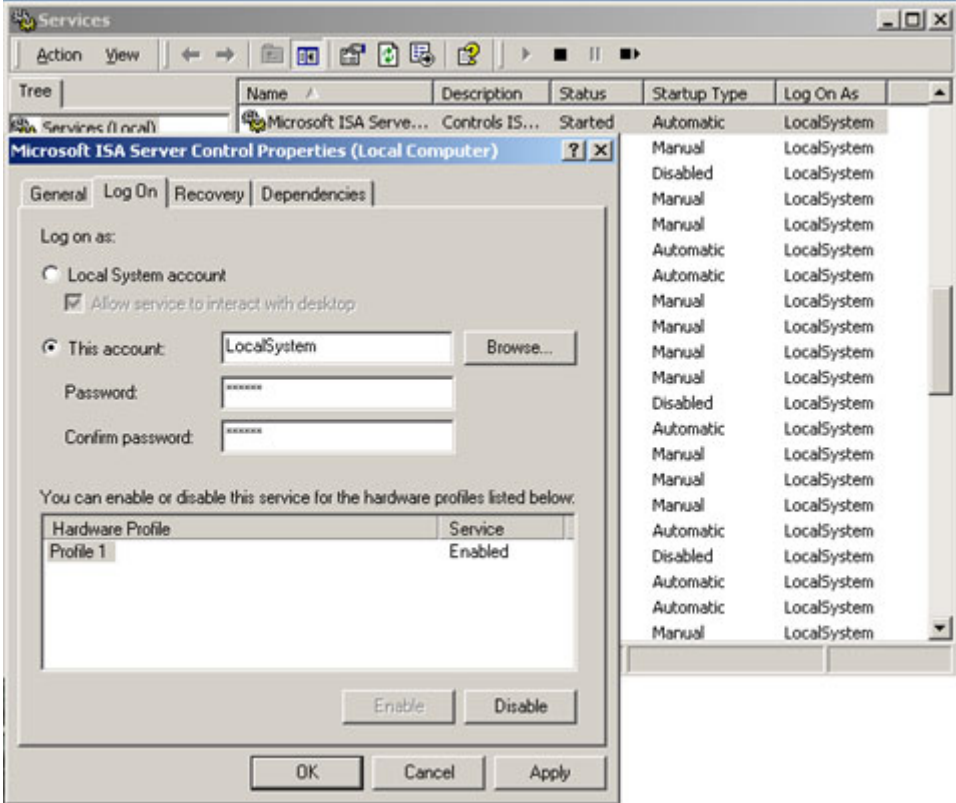 Services
Action View
Tree
Name Description Status Startup Type Log On As
Services (Local)
Microsoft ISA Serve... Controls IS... Started Automatic LocalSystem
Microsoft ISA Server Control Properties (Local Computer)
Manual LocalSystem
Disabled LocalSystem
General Log On Recovery Dependencies
Manual LocalSystem
Manual LocalSystem
Log on as:
Automatic LocalSystem
Local System account
Automatic LocalSystem
Allow service to interact with desktop
Manual LocalSystem
Manual LocalSystem
This account: LocalSystem Browse...
Manual LocalSystem
Manual LocalSystem
Password: xxxxxx
Disabled LocalSystem
Automatic LocalSystem
Confirm password: xxxxxx
Manual LocalSystem
Manual LocalSystem
You can enable or disable this service for the hardware profiles listed below:
Manual LocalSystem
Hardware Profile Service
Automatic LocalSystem
Profile 1 Enabled
Disabled LocalSystem
Automatic LocalSystem
Automatic LocalSystem
Manual LocalSystem
Enable Disable
OK Cancel Apply